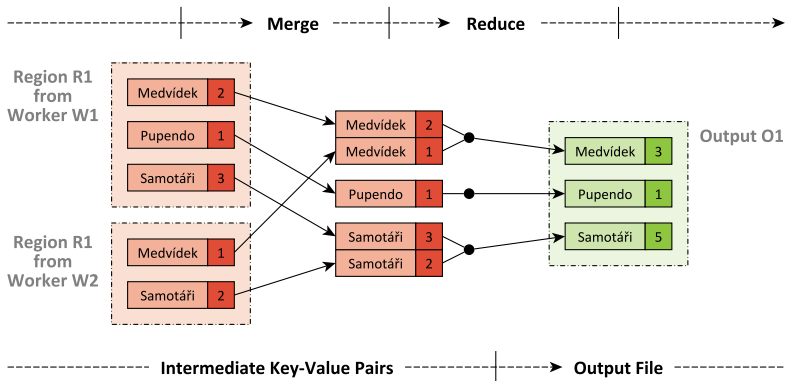 Merge
Reduce
Region R1
from
Worker W1
Medvídek 2
Pupendo 1
Samotáři 3
Region R1
from
Worker W2
Medvídek 1
Samotáři 2
Medvídek 2
Medvídek 1
Pupendo 1
Samotáři 3
Samotáři 2
Output O1
Medvídek 3
Pupendo 1
Samotáři 5
Intermediate Key-Value Pairs
Output File